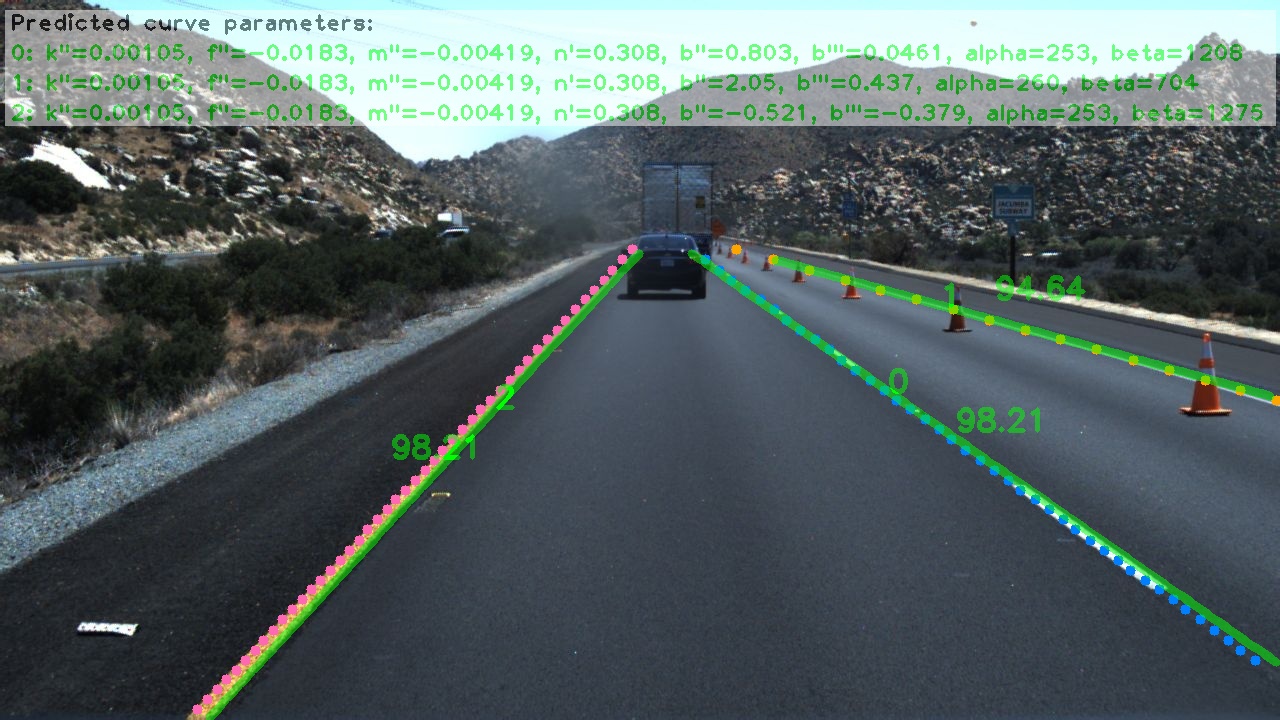 Predicted curve parameters:
0: k''=0.00105, f''=-0.0183, m''=-0.00419, n'=0.308, b''=0.803, b'''=0.0461, alpha=253, beta=1208
1: k''=0.00105, f''=-0.0183, m''=-0.00419, n'=0.308, b''=2.05, b'''=0.437, alpha=260, beta=704
2: k''=0.00105, f''=-0.0183, m''=-0.00419, n'=0.308, b''=-0.521, b'''=-0.379, alpha=253, beta=1275
JACUMBA
SUBWAY
1 94.64
0
98.21
2
98.21